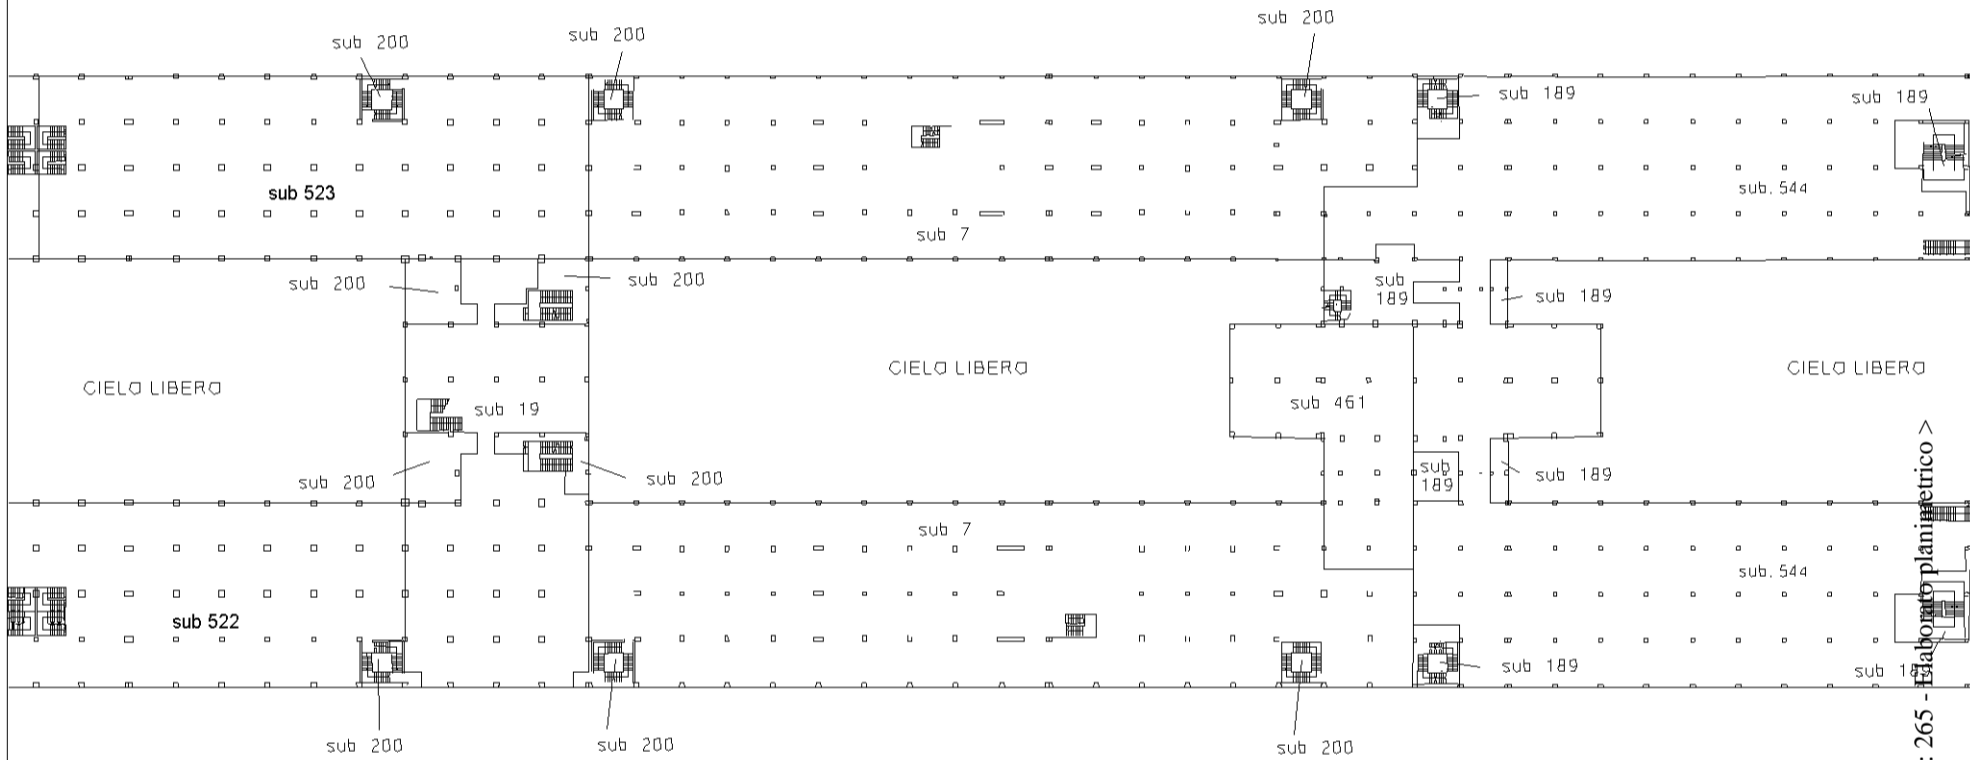 sub 200
sub 200
sub 200
sub 189
sub 189
sub 523
sub. 544
sub 7
sub 200
sub 200
sub
189
sub 189
CIELO LIBERO
CIELO LIBERO
CIELO LIBERO
sub 19
sub 461
sub 200
sub 200
sub
189
sub 189
sub 7
sub. 544
sub 522
sub 189
sub 200
sub 200
sub 200
: 265 - Elaborato planimetrico >